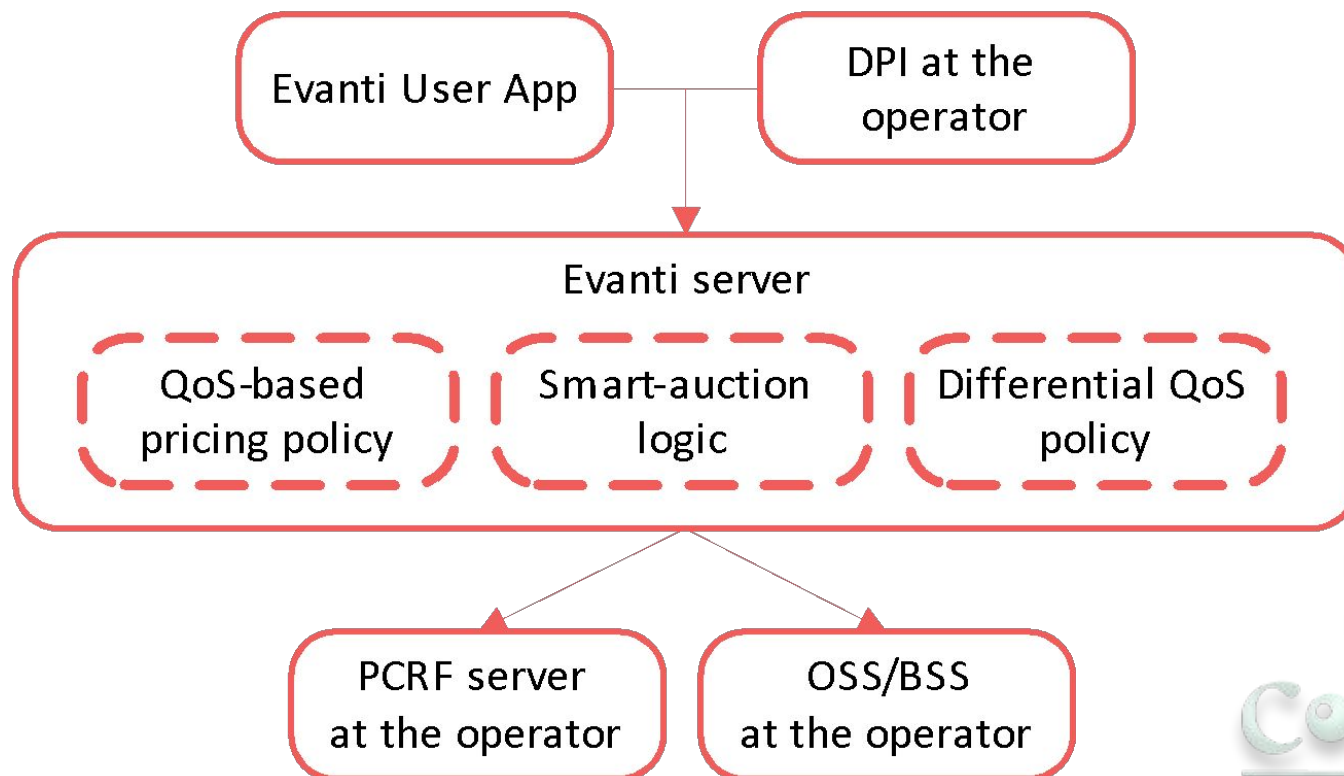 Evanti User App
DPI at the
operator
Evanti server
QoS-based
pricing policy
Smart-auction
logic
Differential QoS
policy
PCRF server
at the operator
OSS/BSS
at the operator